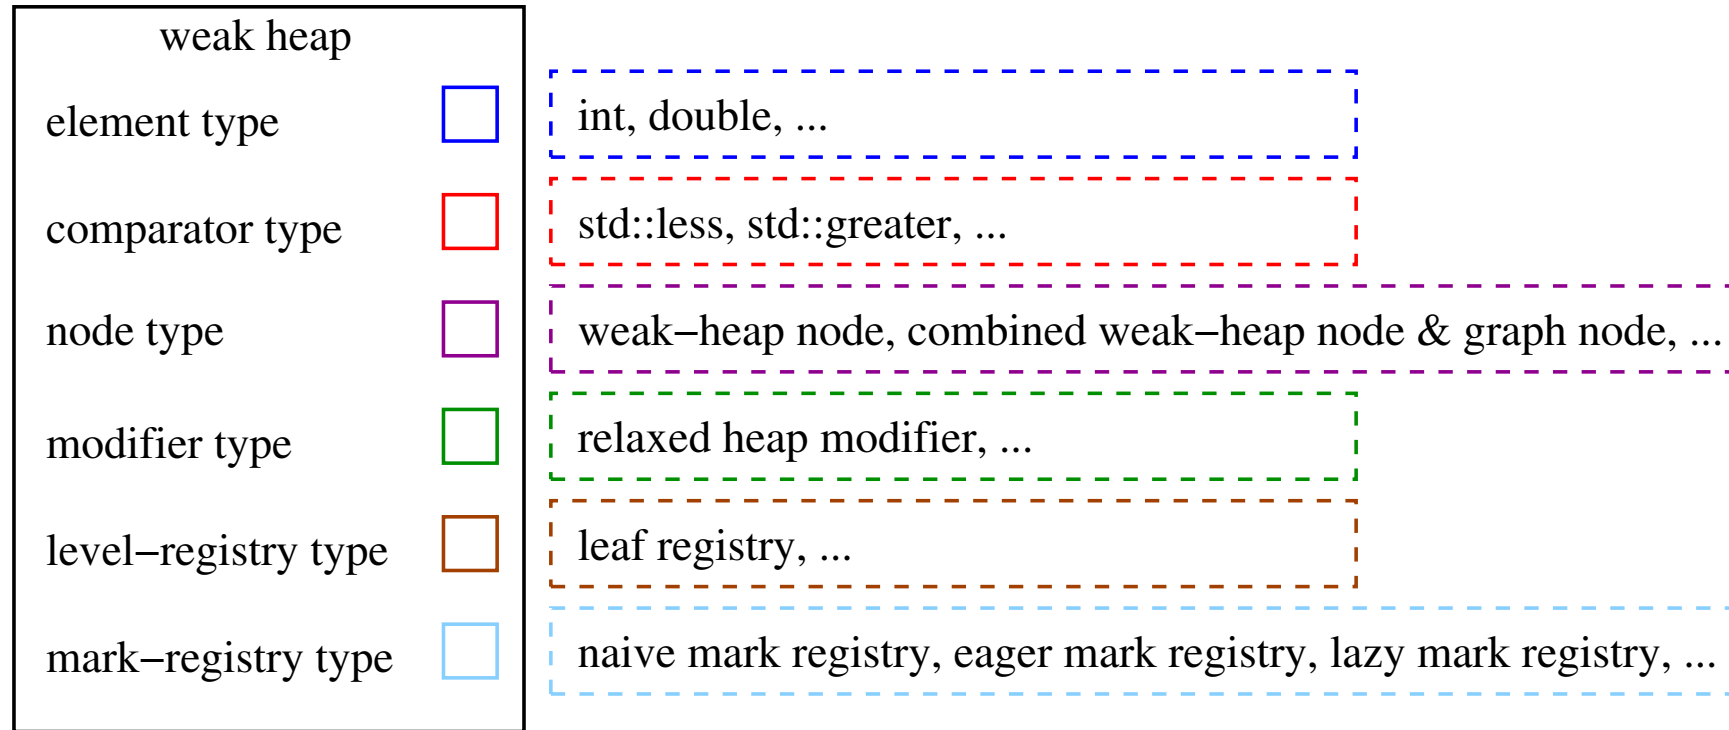 weak heap
element type
int, double, ...
comparator type
std::less, std::greater, ...
node type
weak−heap node, combined weak−heap node & graph node, ...
modifier type
relaxed heap modifier, ...
level−registry type
leaf registry, ...
mark−registry type
naive mark registry, eager mark registry, lazy mark registry, ...